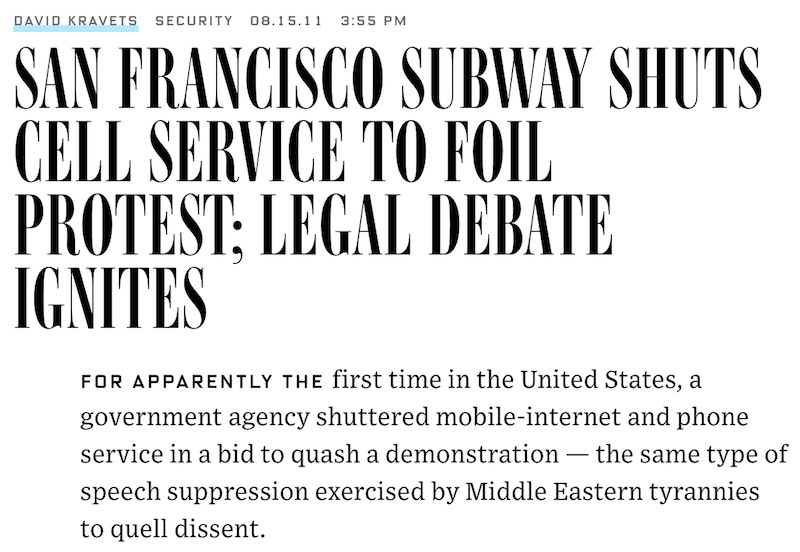 DAVID KRAVETS SECURITY 08.15.11 3:55 PM
SAN FRANCISCO SUBWAY SHUTS
CELL SERVICE TO FOIL
PROTEST; LEGAL DEBATE
IGNITES
FOR APPARENTLY THE first time in the United States, a
government agency shuttered mobile-internet and phone
service in a bid to quash a demonstration — the same type of
speech suppression exercised by Middle Eastern tyrannies
to quell dissent.